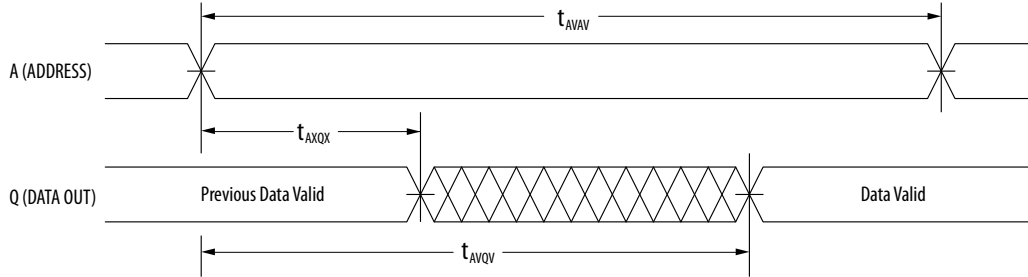 tAVAV
A (ADDRESS)
tAXQX
Q (DATA OUT)
Previous Data Valid
Data Valid
tAVQV